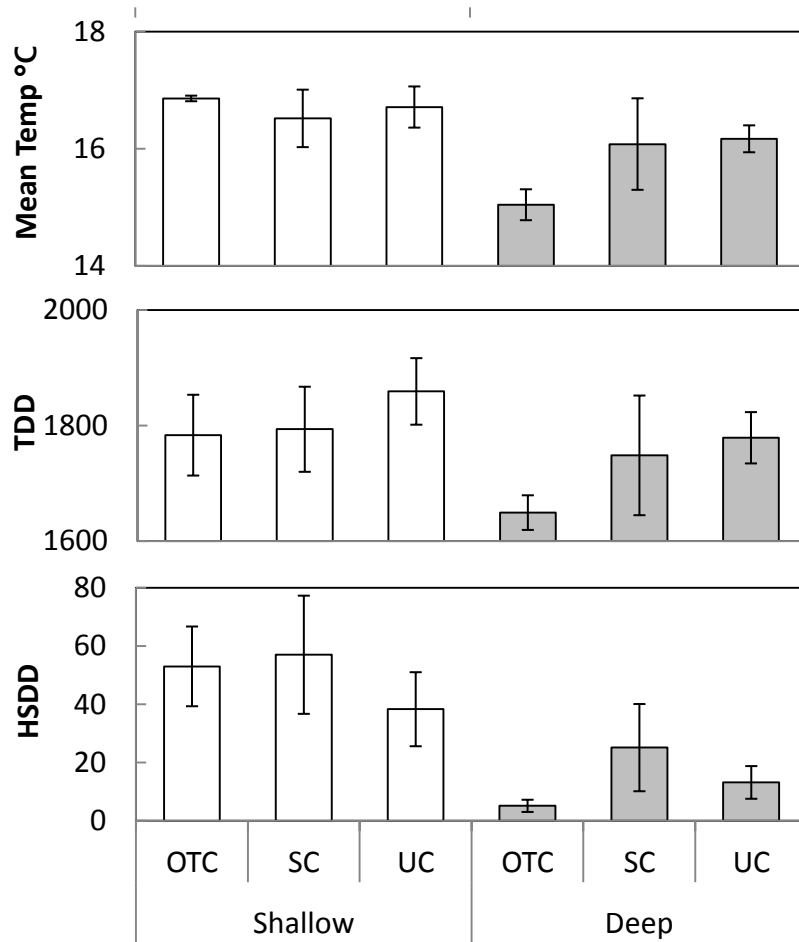 Mean Temp °C
18
16
14
TDD
2000
1800
1600
HSDD
80
60
40
20
0
OTC SC UC OTC SC UC
Shallow Deep